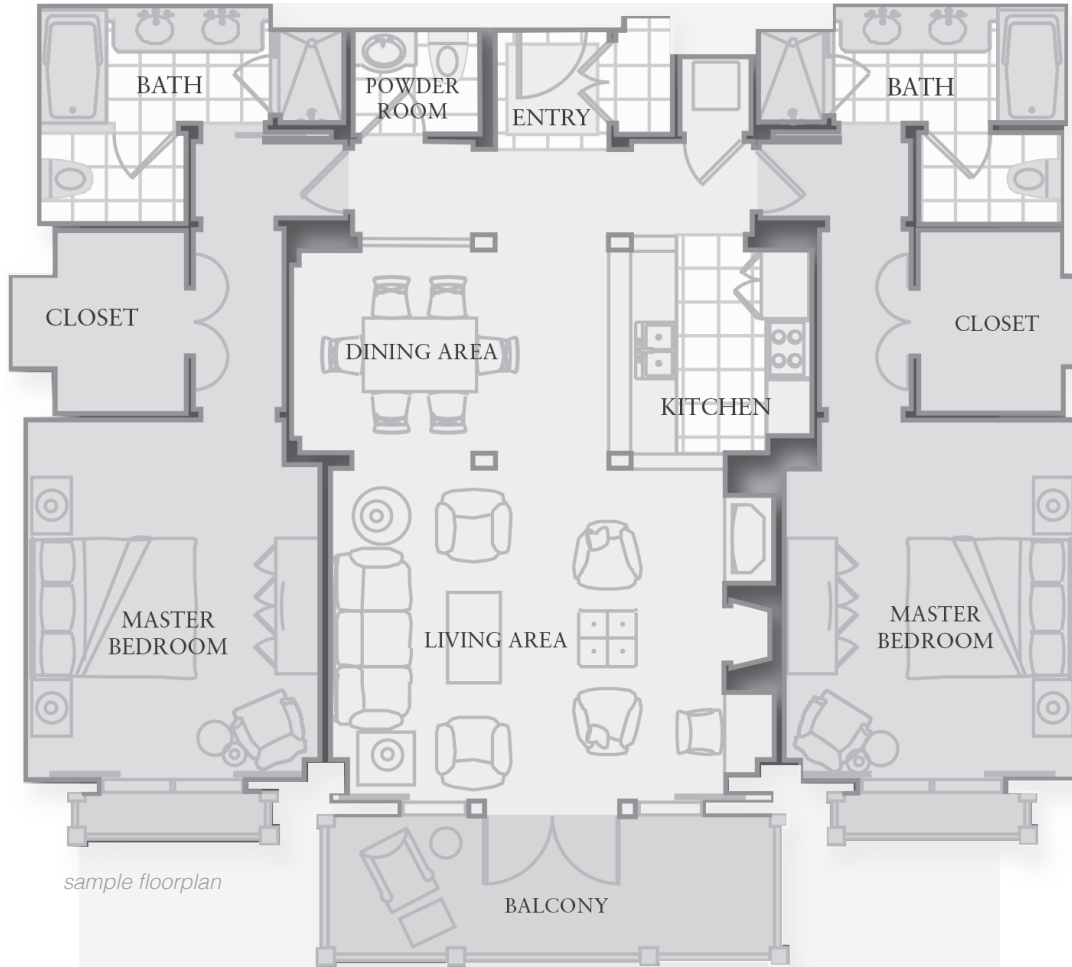 BATH
POWDER
ROOM
ENTRY
BATH
CLOSET
DINING AREA
KITCHEN
CLOSET
MASTER
BEDROOM
LIVING AREA
MASTER
BEDROOM
sample floorplan
BALCONY